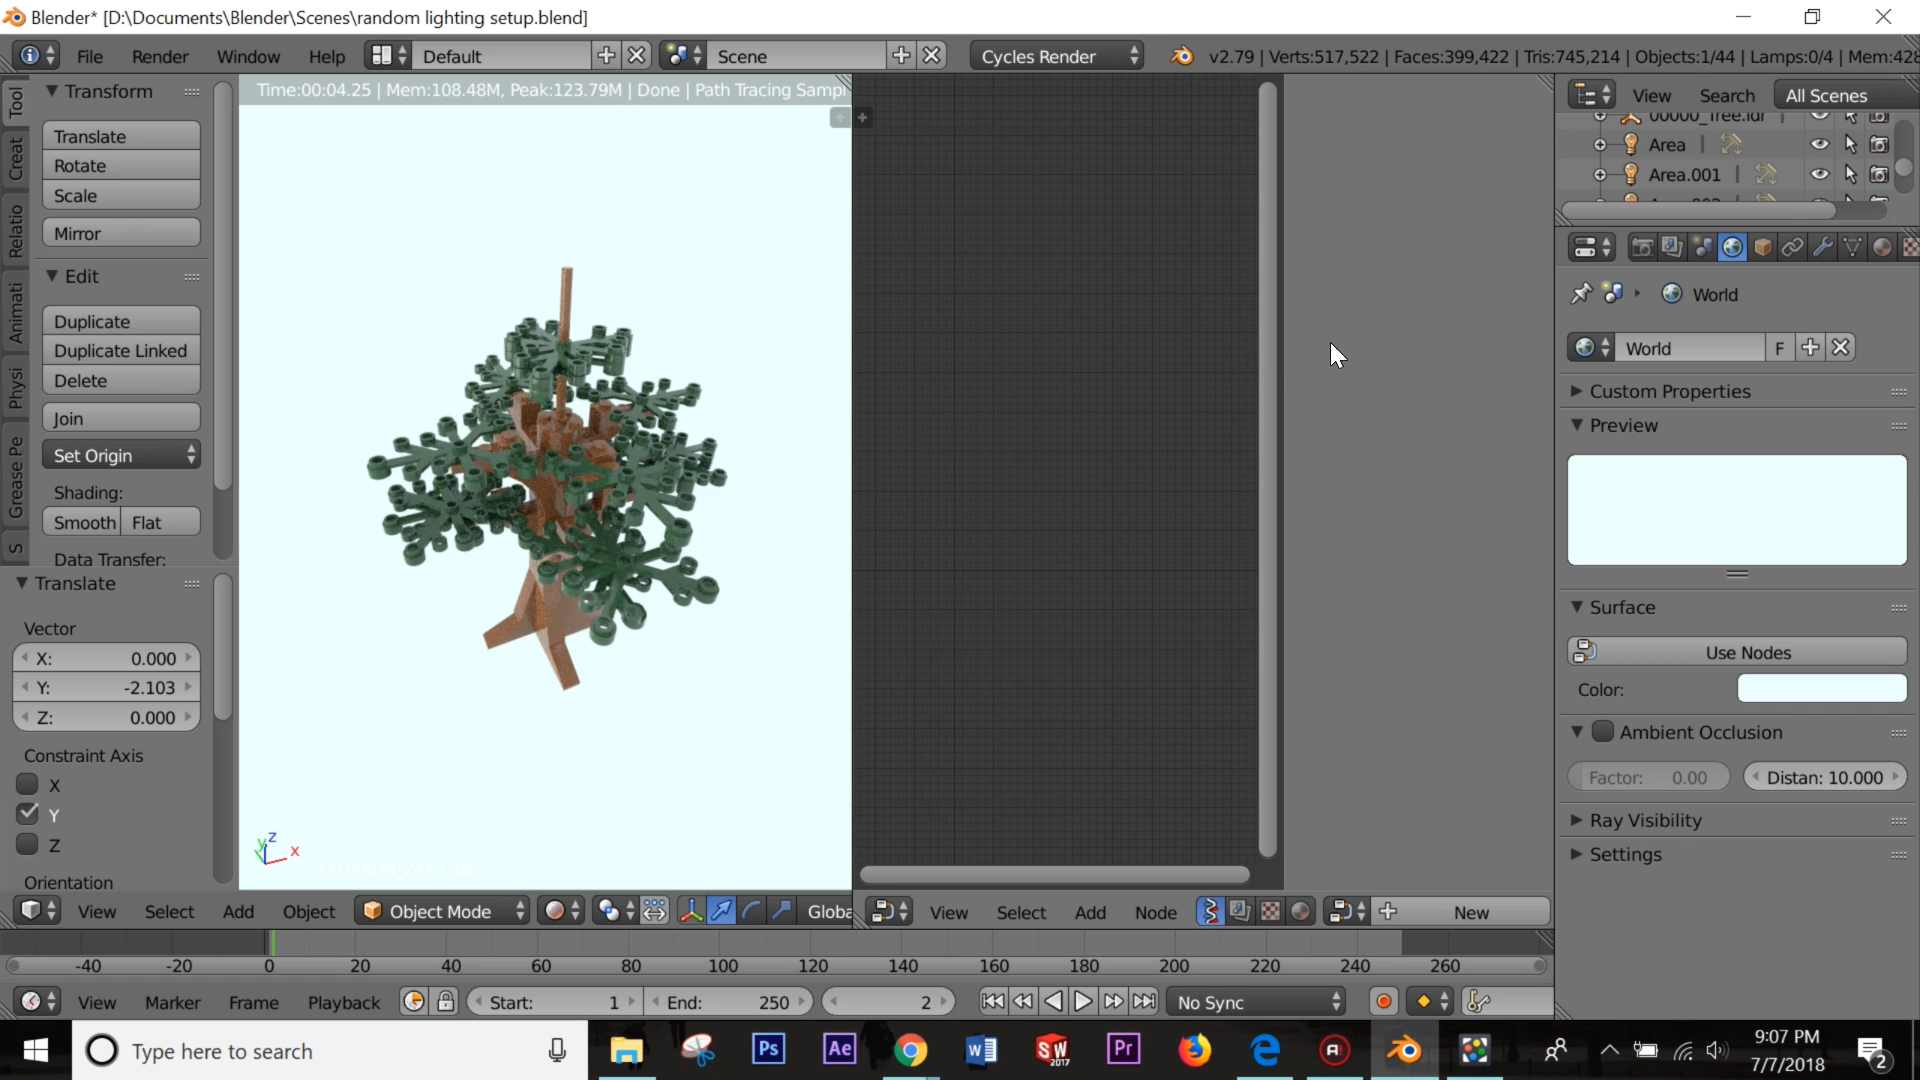 Blender* [D:\Documents\Blender\Scenes\random lighting setup.blend]
File Render Window Help Default Scene Cycles Render v2.79 | Verts:517,522 | Faces:399,422 | Tris:745,214 | Objects:1/44 | Lamps:0/4 | Mem:428
Tool
Creat
Relatio
Animati
Physi
Grease Pe
S
Transform
Translate
Rotate
Scale
Mirror
Edit
Duplicate
Duplicate Linked
Delete
Join
Set Origin
Shading:
Smooth Flat
Data Transfer:
Translate
Vector
X: 0.000
Y: -2.103
Z: 0.000
Constraint Axis
X
Y
Z
Orientation
Time:00:04.25 | Mem:108.48M, Peak:123.79M | Done | Path Tracing Sampl
z
y
x
View Select Add Object Object Mode Globa
View Select Add Node New
View Search All Scenes
00000_Tree.ldr
Area
Area.001
World
World F
Custom Properties
Preview
Surface
Use Nodes
Color:
Ambient Occlusion
Factor: 0.00 Distan: 10.000
Ray Visibility
Settings
-40 -20 0 20 40 60 80 100 120 140 160 180 200 220 240 260
View Marker Frame Playback Start: 1 End: 250 2 No Sync
Type here to search
Ps
Ae
W
SW
2017
Pr
9:07 PM
7/7/2018
2